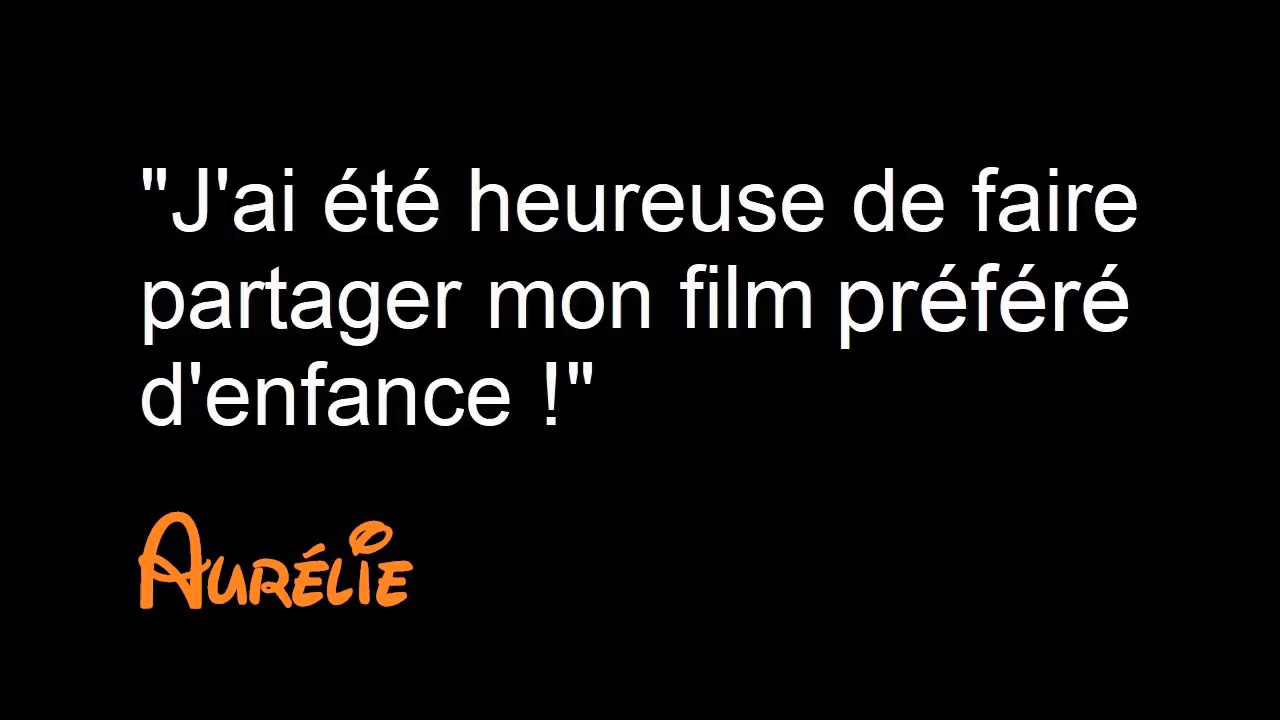 "J'ai été heureuse de faire
partager mon film préféré
d'enfance !"
AURÉLIE